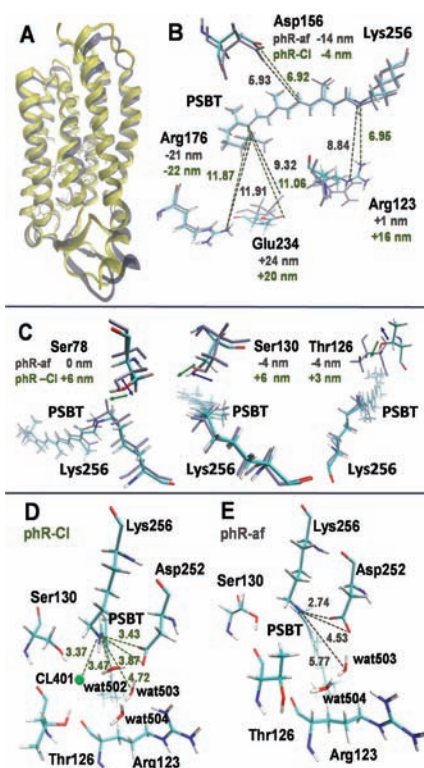 A
B
Asp156
phR-af -14 nm
phR-Cl -4 nm
Lys256
5.93
6.92
PSBT
Arg176
-21 nm
-22 nm
11.87
11.91
9.32
11.06
8.84
6.95
Glu234
+24 nm
+20 nm
Arg123
+1 nm
+16 nm
C
Ser78
phR-af 0 nm
phR -Cl +6 nm
PSBT
Lys256
Ser130
-4 nm
+6 nm
PSBT
Lys256
Thr126
-4 nm
+3 nm
PSBT
Lys256
D
phR-Cl
Lys256
Asp252
Ser130
PSBT
3.43
3.37
3.47
3.87
4.72
CL401
wat502
wat503
wat504
Thr126
Arg123
E
phR-af
Lys256
Asp252
Ser130
2.74
PSBT
4.53
5.77
wat503
wat504
Thr126
Arg123